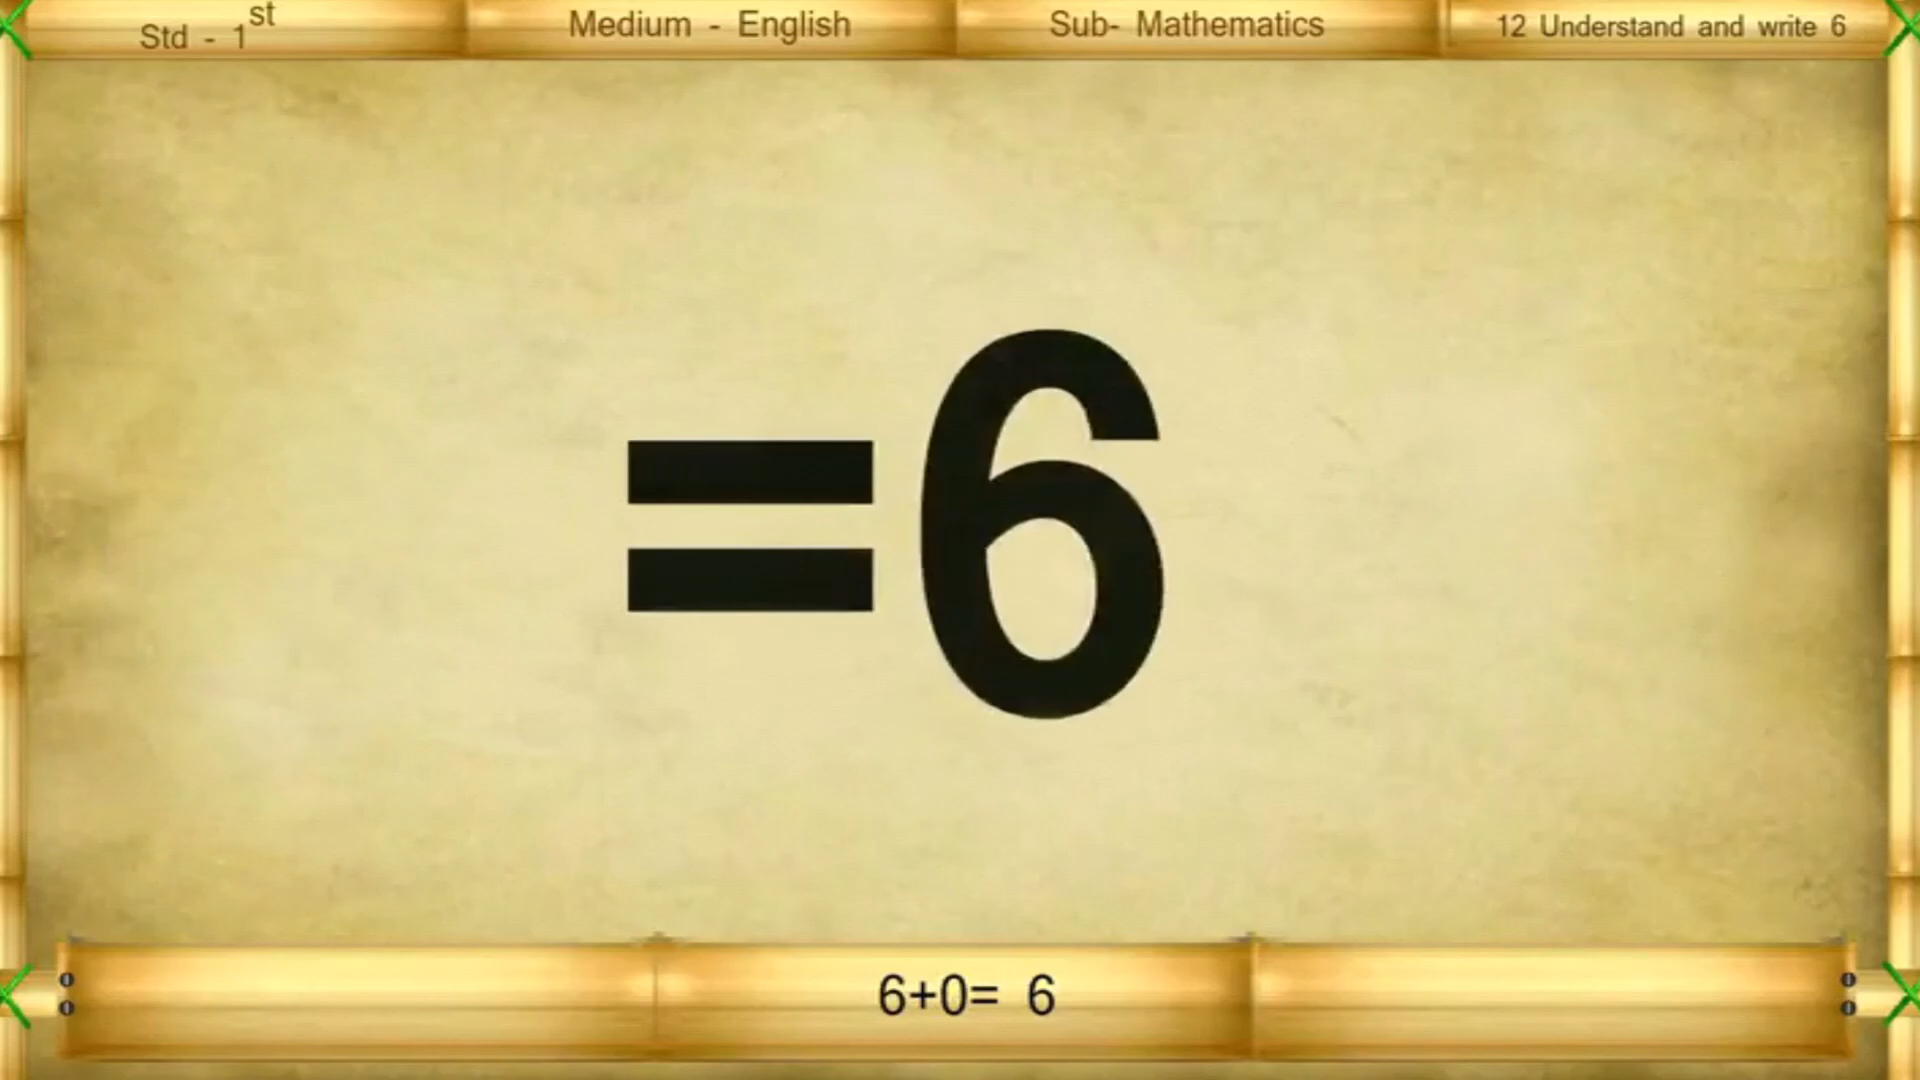 Std - 1st
Medium - English
Sub- Mathematics
12 Understand and write 6
=6
6+0= 6